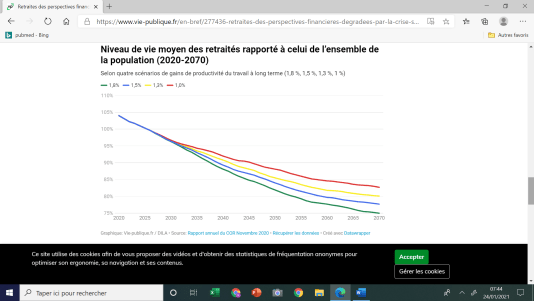 Retraites des perspectives finan
https://www.vie-publique.fr/en-bref/277436-retraites-des-perspectives-financieres-degradees-par-la-crise-s...
pubmed - Bing
Autres favoris
Niveau de vie moyen des retraités rapporté à celui de l'ensemble de
la population (2020-2070)
Selon quatre scénarios de gains de productivité du travail à long terme (1,8 %, 1,5 %, 1,3 %, 1 %)
1,8% 1,5% 1,3% 1,0%
110%
105%
100%
95%
90%
85%
80%
75%
2020 2025 2030 2035 2040 2045 2050 2055 2060 2065 2070
Graphique: Vie-publique.fr / DILA • Source: Rapport annuel du COR Novembre 2020 • Récupérer les données • Créé avec Datawrapper
Ce site utilise des cookies afin de vous proposer des vidéos et d'obtenir des statistiques de fréquentation anonymes pour
optimiser son ergonomie, sa navigation et ses contenus.
Accepter
Gérer les cookies
Taper ici pour rechercher
07:44
24/01/2021